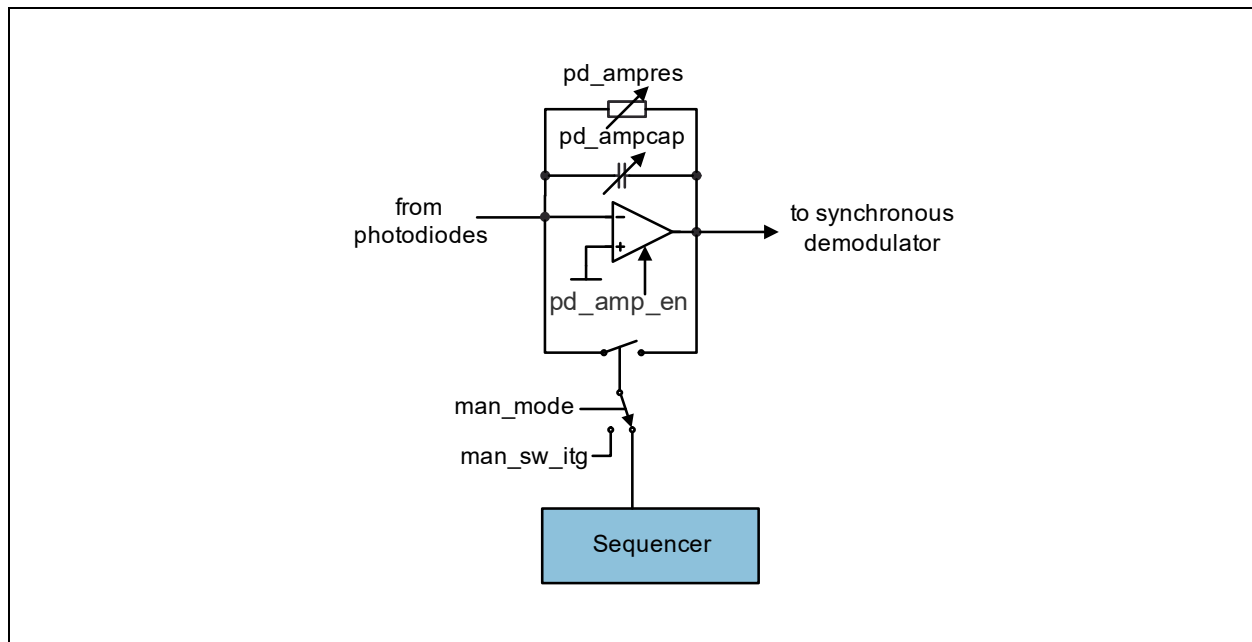 pd_ampres
pd_ampcap
from
photodiodes
to synchronous
demodulator
pd_amp_en
man_mode
man_sw_itg
Sequencer